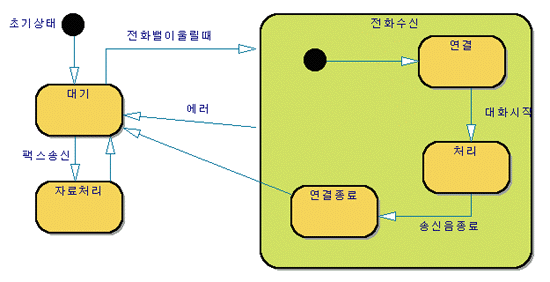 초기상태
전화벨이울릴때
전화수신
연결
대기
에러
대화시작
팩스송신
처리
자료처리
연결종료
송신음종료